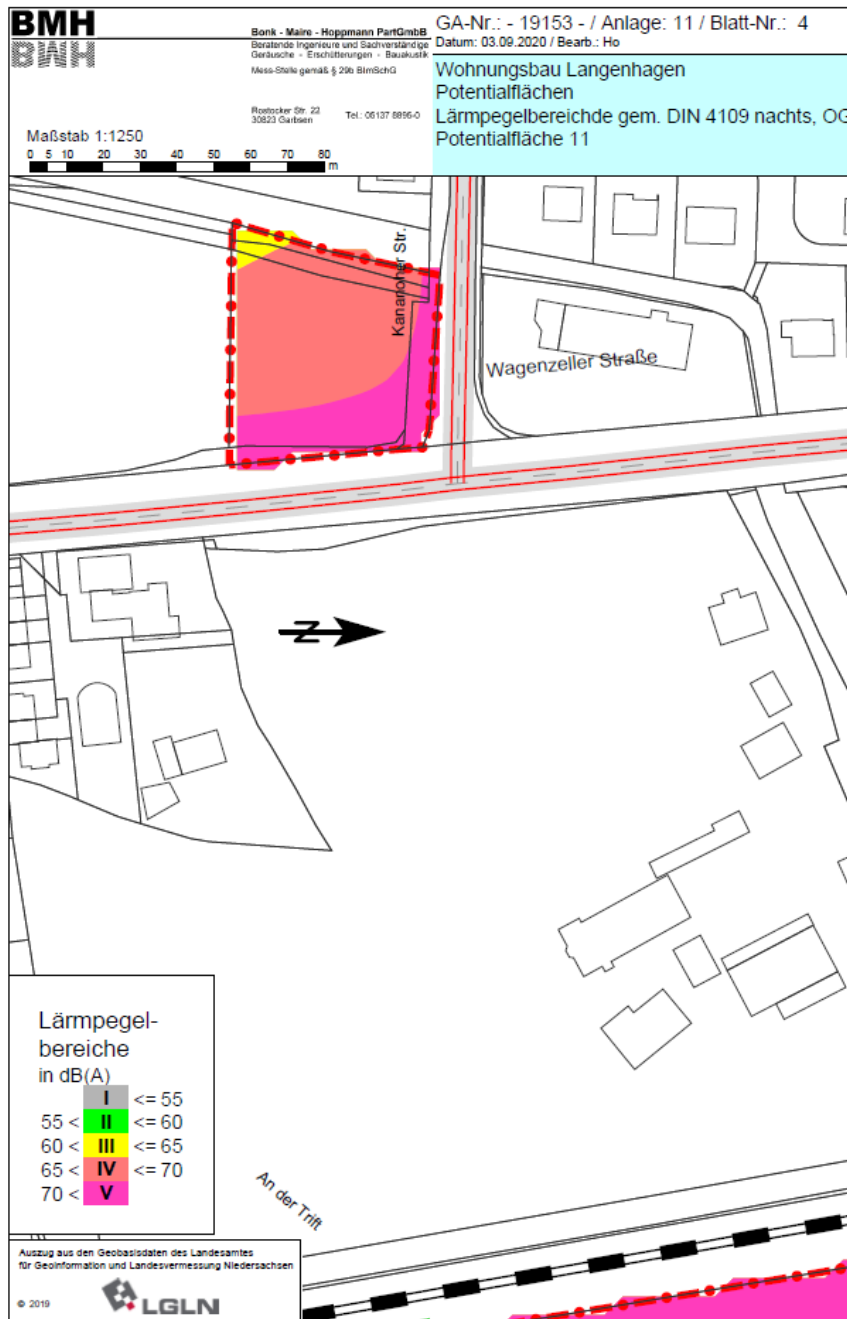 BMH
BMH
Bonk - Maire - Hoppmann PartGmbB
Beratende Ingenieure und Sachverständige
Geräusche - Erschütterungen - Bauakustik
Mess-Stelle gemäß § 29b BImSchG
Rostocker Str. 22
30823 Garbsen
Tel.: 05137 8895-0
Maßstab 1:1250
0 5 10 20 30 40 50 60 70 80
m
GA-Nr.: - 19153 - / Anlage: 11 / Blatt-Nr.: 4
Datum: 03.09.2020 / Bearb.: Ho
Wohnungsbau Langenhagen
Potentialflächen
Lärmpegelbereichde gem. DIN 4109 nachts, OG
Potentialfläche 11
Kananoher Str.
Wagenzeller Straße
N
An der Trift
Lärmpegel-
bereiche
in dB(A)
I <= 55
55 < II <= 60
60 < III <= 65
65 < IV <= 70
70 < V
Auszug aus den Geobasisdaten des Landesamtes
für Geoinformation und Landesvermessung Niedersachsen
© 2019
LGLN